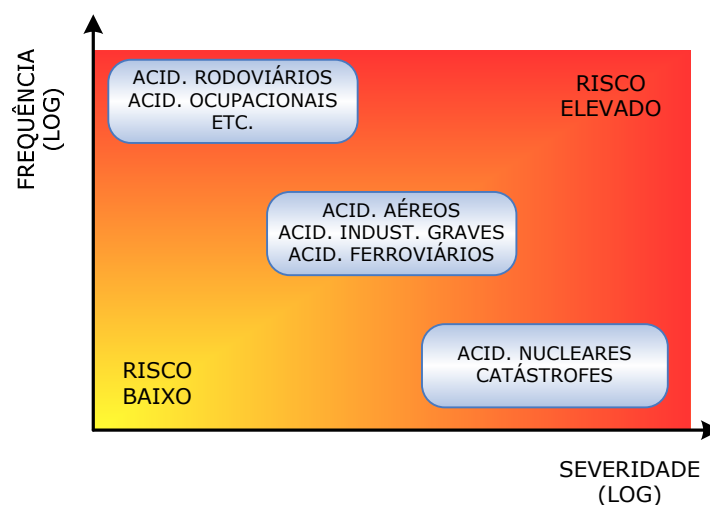 FREQUÊNCIA
(LOG)
ACID. RODOVIÁRIOS
ACID. OCUPACIONAIS
ETC.
RISCO
ELEVADO
ACID. AÉREOS
ACID. INDUST. GRAVES
ACID. FERROVIÁRIOS
RISCO
BAIXO
ACID. NUCLEARES
CATÁSTROFES
SEVERIDADE
(LOG)